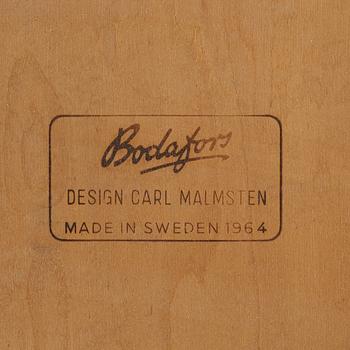 Bodafors
DESIGN CARL MALMSTEN
MADE IN SWEDEN 1964